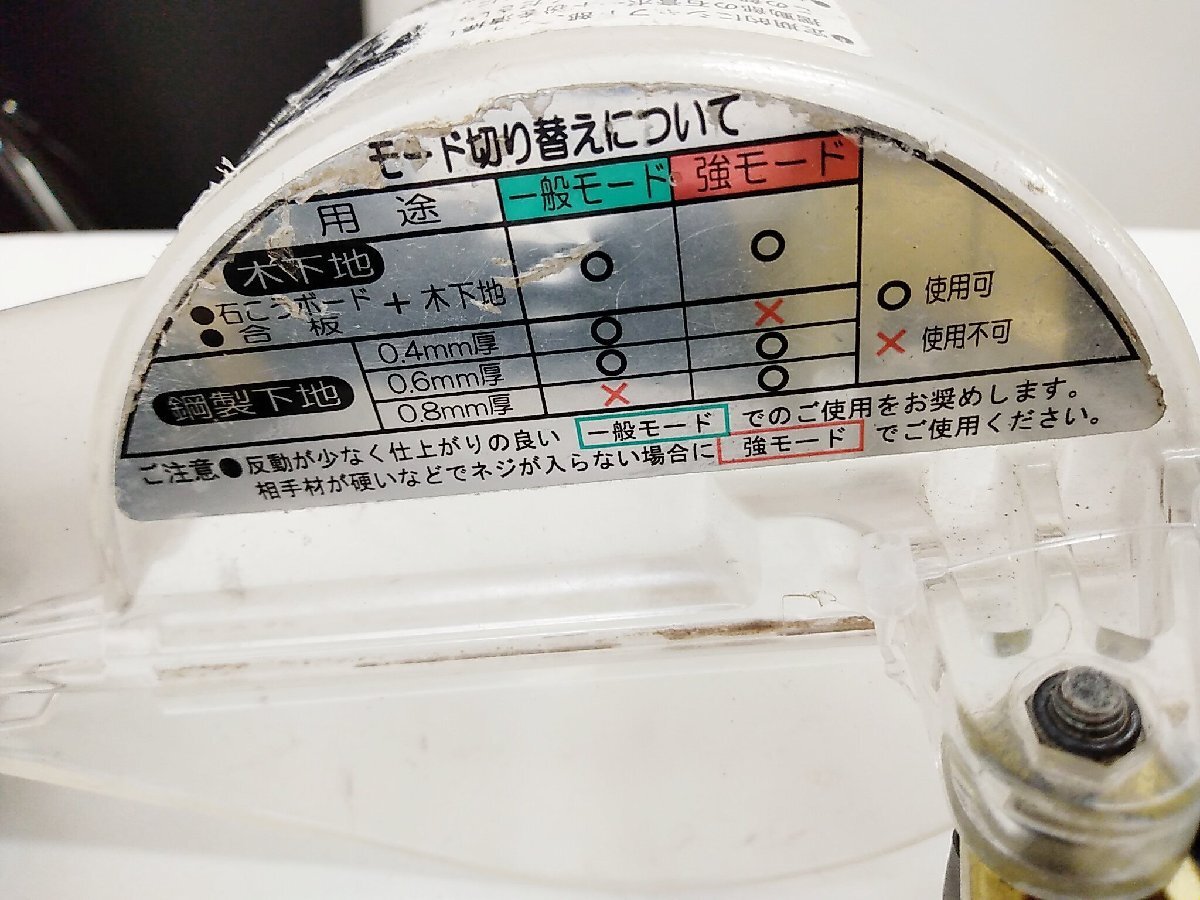 ●定期的に
モード切り替えについて
用 途 一般モード 強モード
木下地
●石こうボード + 木下地 ○ ○
●合 板
鋼製下地
0.4mm厚 ○ ×
0.6mm厚 ○ ○
0.8mm厚 × ○
○ 使用可
× 使用不可
ご注意●反動が少なく仕上がりの良い 一般モード でのご使用をお奨めします。
相手材が硬いなどでネジが入らない場合に 強モード でご使用ください。